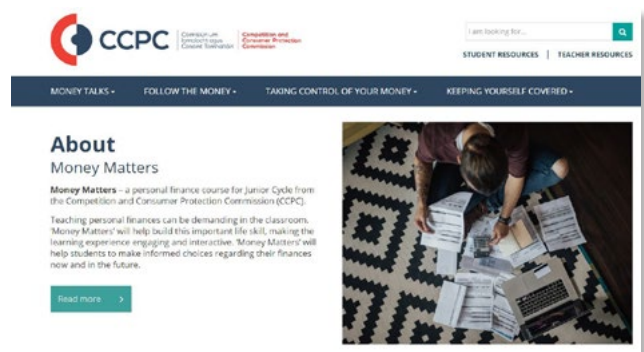 CCPC
Competition and
Consumer Protection
Commission
I am looking for...
STUDENT RESOURCES | TEACHER RESOURCES
MONEY TALKS
FOLLOW THE MONEY
TAKING CONTROL OF YOUR MONEY
KEEPING YOURSELF COVERED
About
Money Matters
Money Matters – a personal finance course for Junior Cycle from
the Competition and Consumer Protection Commission (CCPC).
Teaching personal finances can be demanding in the classroom.
'Money Matters' will help build this important life skill, making the
learning experience engaging and interactive. 'Money Matters' will
help students to make informed choices regarding their finances
now and in the future.
Read more >